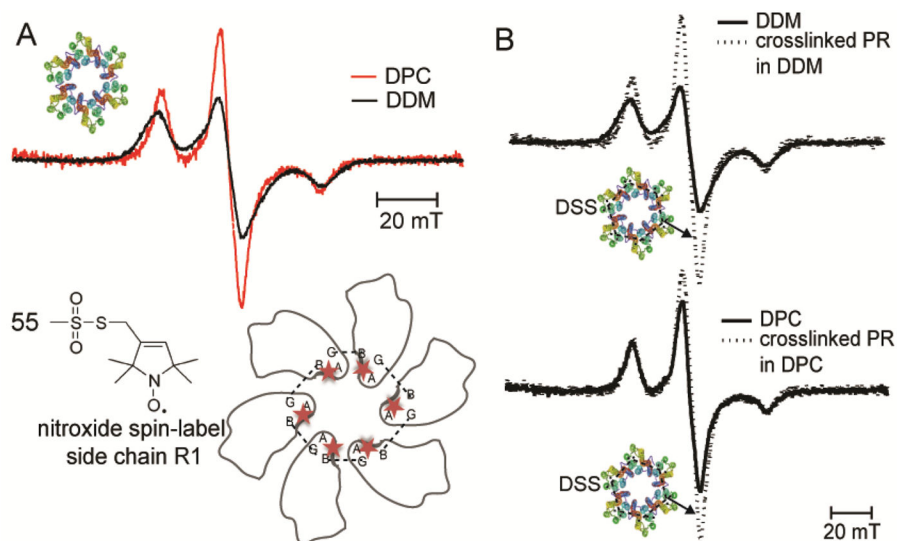 A
DPC
DDM
20 mT
55
O
S
S
O
N
O•
nitroxide spin-label
side chain R1
G B G
B A A
G B
A A
B G
G A A B
B G G
B
DDM
crosslinked PR
in DDM
DSS
DPC
crosslinked PR
in DPC
DSS
20 mT